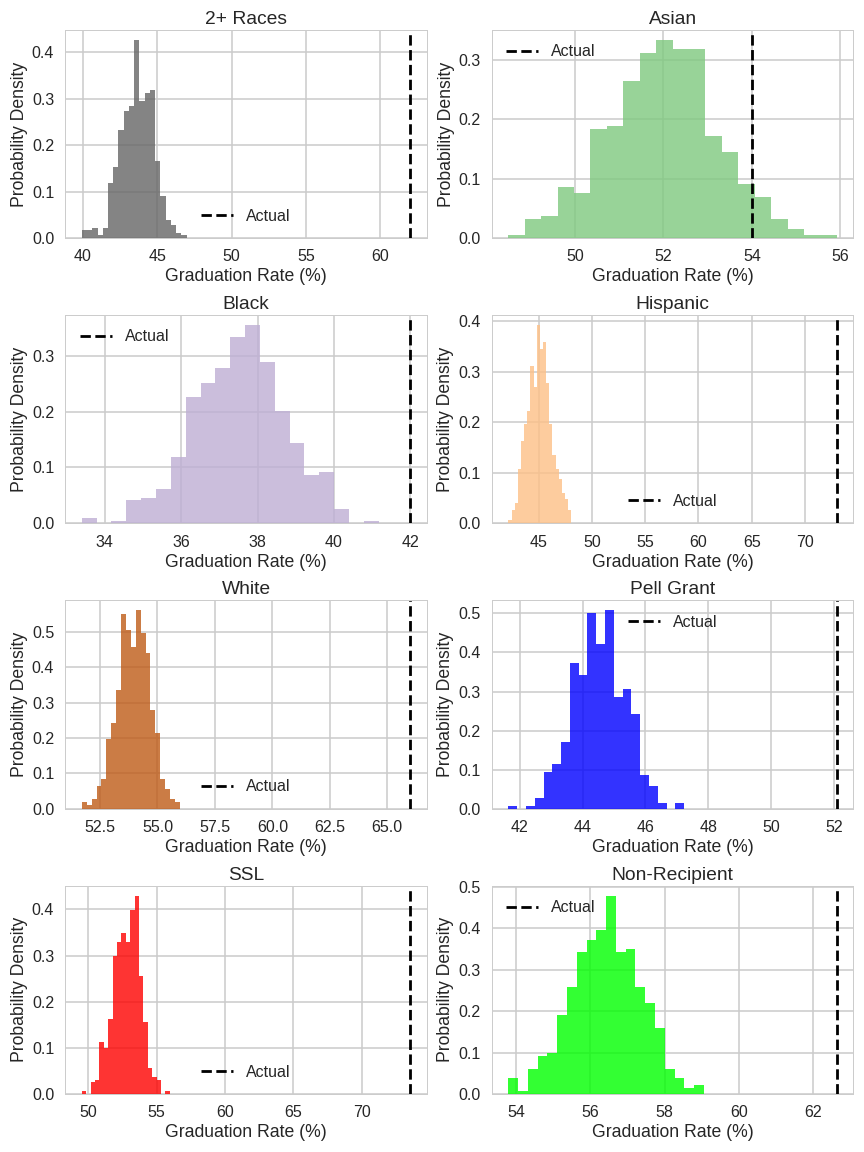 2+ Races
Probability Density
0.4
0.3
0.2
0.1
0.0
Actual
40 45 50 55 60
Graduation Rate (%)
Asian
Probability Density
0.3
0.2
0.1
0.0
Actual
50 52 54 56
Graduation Rate (%)
Black
Probability Density
0.3
0.2
0.1
0.0
Actual
34 36 38 40 42
Graduation Rate (%)
Hispanic
Probability Density
0.4
0.3
0.2
0.1
0.0
Actual
45 50 55 60 65 70
Graduation Rate (%)
White
Probability Density
0.5
0.4
0.3
0.2
0.1
0.0
Actual
52.5 55.0 57.5 60.0 62.5 65.0
Graduation Rate (%)
Pell Grant
Probability Density
0.5
0.4
0.3
0.2
0.1
0.0
Actual
42 44 46 48 50 52
Graduation Rate (%)
SSL
Probability Density
0.4
0.3
0.2
0.1
0.0
Actual
50 55 60 65 70
Graduation Rate (%)
Non-Recipient
Probability Density
0.5
0.4
0.3
0.2
0.1
0.0
Actual
54 56 58 60 62
Graduation Rate (%)